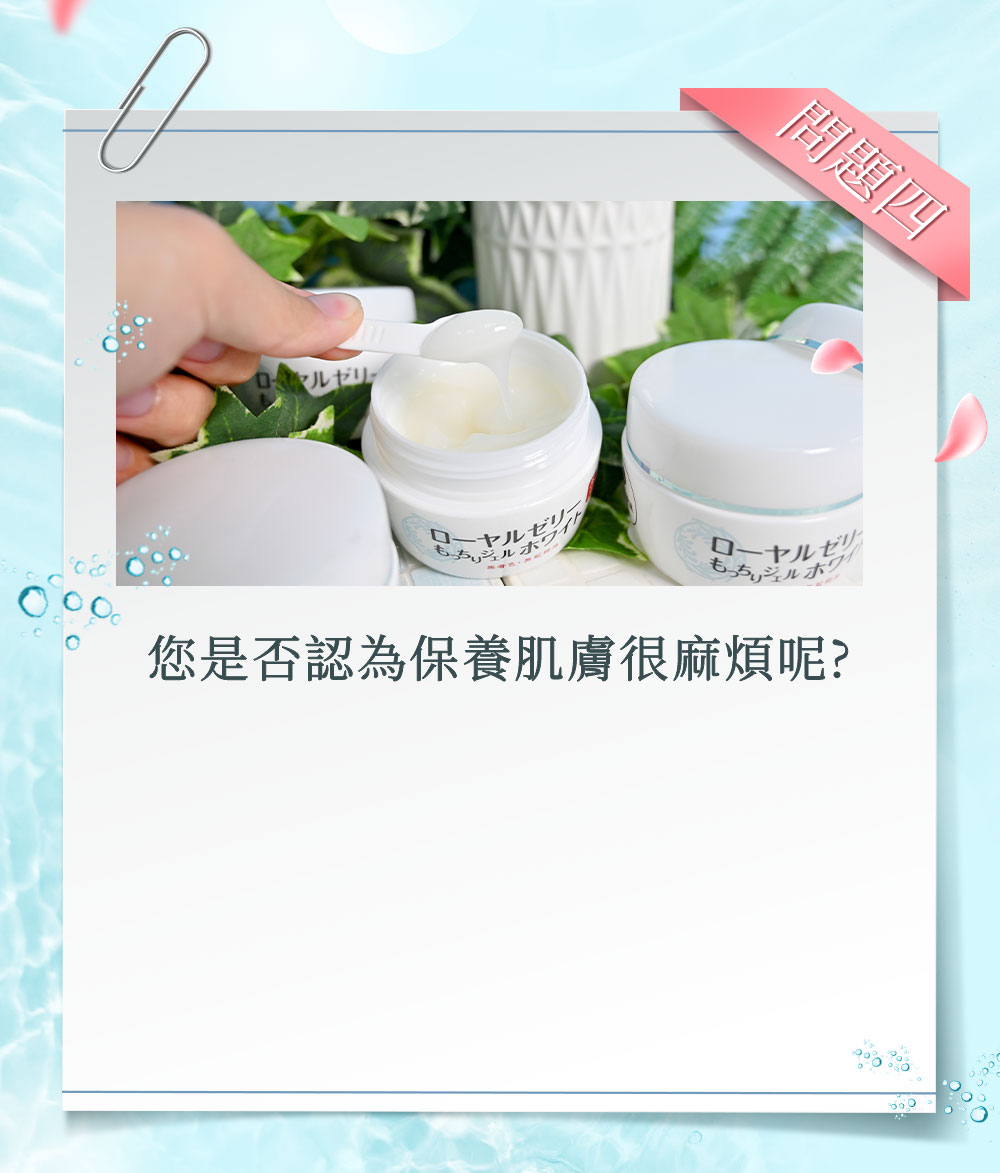 問題四
ローヤルゼリー
もっちりジェル ホワイト
ローヤルゼリー
もっちりジェル ホワイ
您是否認為保養肌膚很麻煩呢?